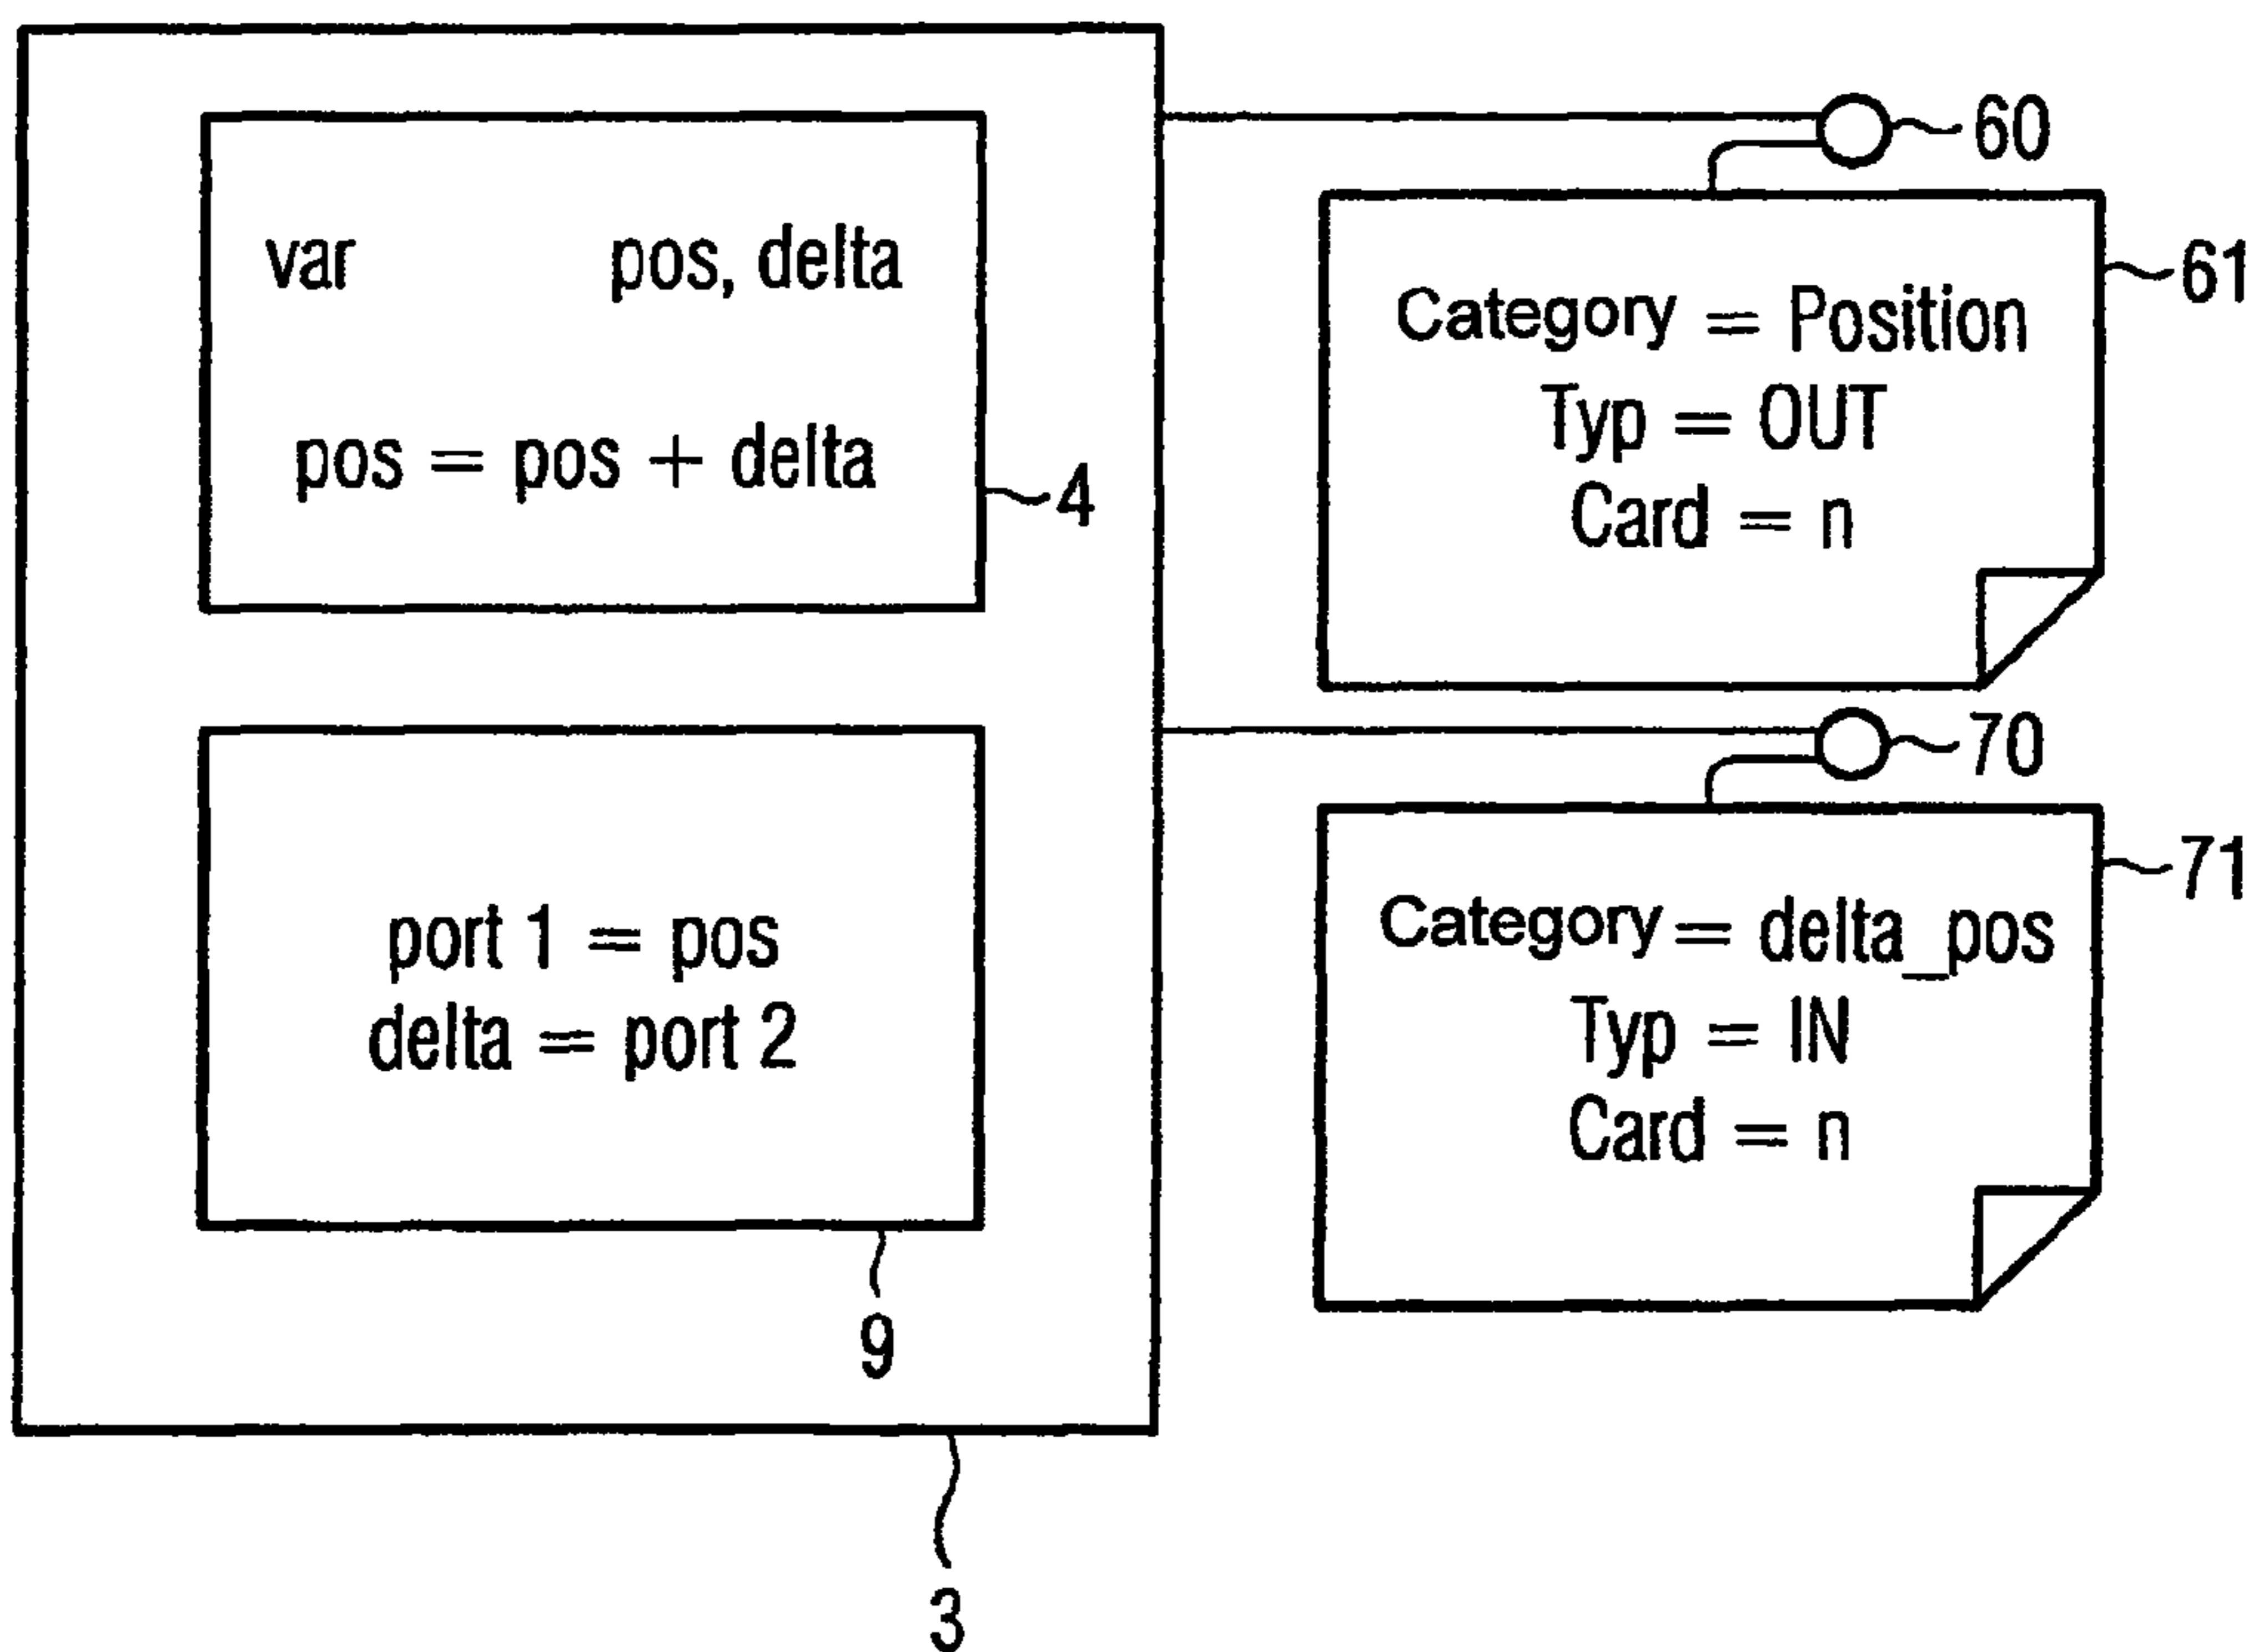 var pos, delta
pos = pos + delta
4
port 1 = pos
delta = port 2
9
3
60
61
Category = Position
Typ = OUT
Card = n
70
71
Category = delta_pos
Typ = IN
Card = n